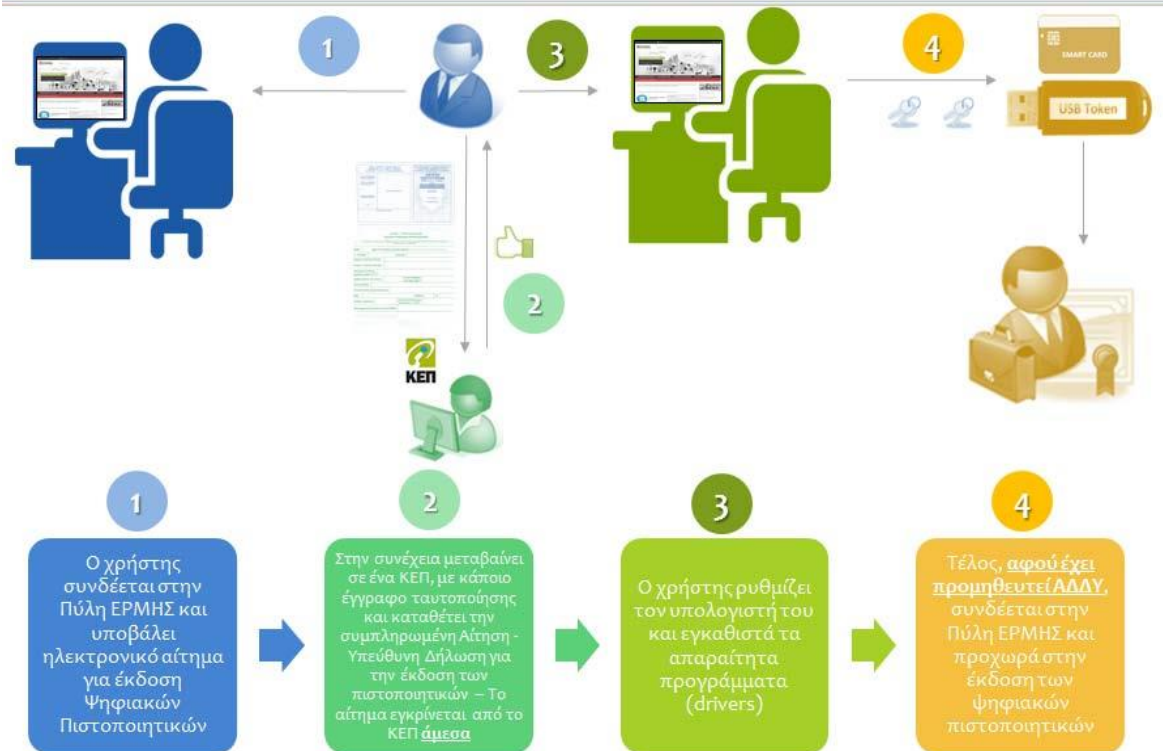 1
3
4
SMART CARD
USB Token
2
ΚΕΠ
1
Ο χρήστης
συνδέεται στην
Πύλη ΕΡΜΗΣ και
υποβάλει
ηλεκτρονικό αίτημα
για έκδοση
Ψηφιακών
Πιστοποιητικών
2
Στην συνέχεια μεταβαίνει
σε ένα ΚΕΠ, με κάποιο
έγγραφο ταυτοποίησης
και καταθέτει την
συμπληρωμένη Αίτηση -
Υπεύθυνη Δήλωση για
την έκδοση των
πιστοποιητικών – Το
αίτημα εγκρίνεται από το
ΚΕΠ άμεσα
3
Ο χρήστης ρυθμίζει
τον υπολογιστή του
και εγκαθιστά τα
απαραίτητα
προγράμματα
(drivers)
4
Τέλος, αφού έχει
προμηθευτεί ΑΔΔΥ,
συνδέεται στην
Πύλη ΕΡΜΗΣ και
προχωρά στην
έκδοση των
ψηφιακών
πιστοποιητικών